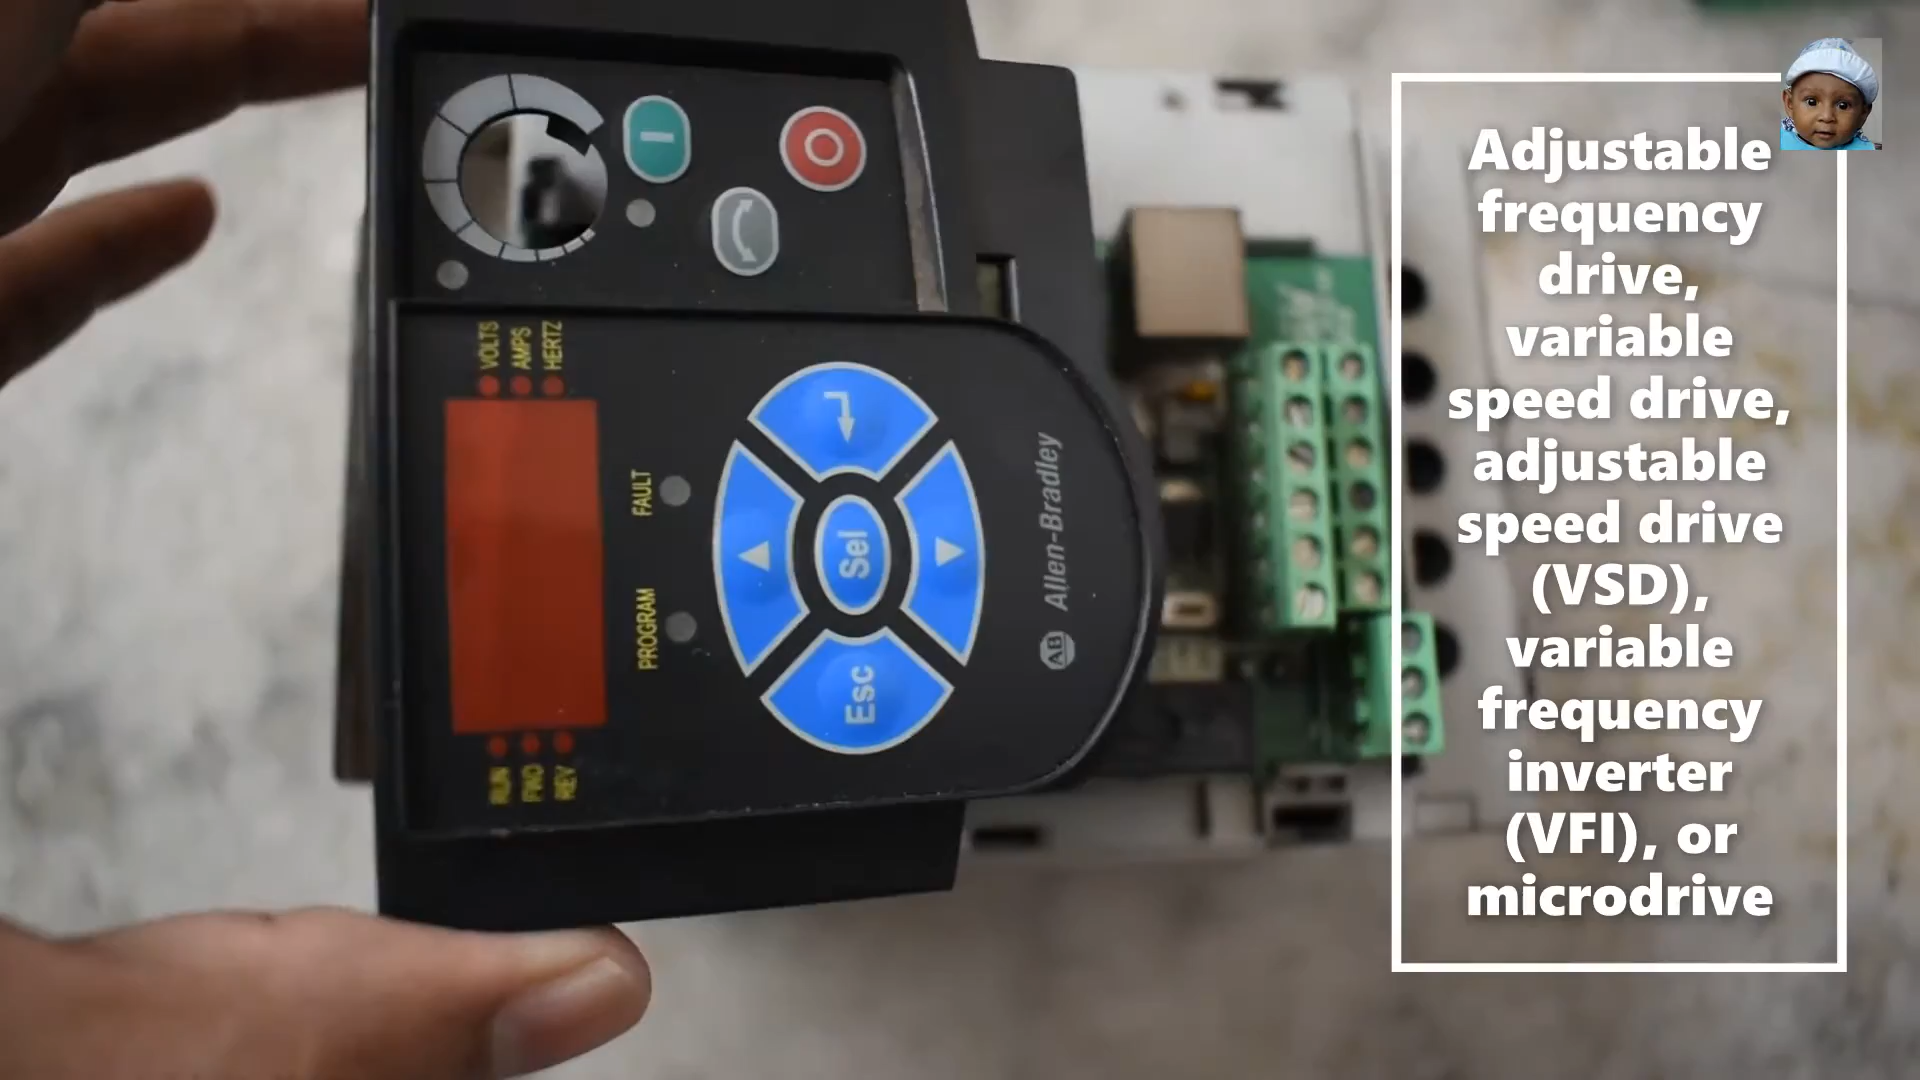 VOLTS
AMPS
HERTZ
RUN
FWD
REV
FAULT
PROGRAM
Sel
Esc
AB Allen-Bradley
Adjustable
frequency
drive,
variable
speed drive,
adjustable
speed drive
(VSD),
variable
frequency
inverter
(VFI), or
microdrive